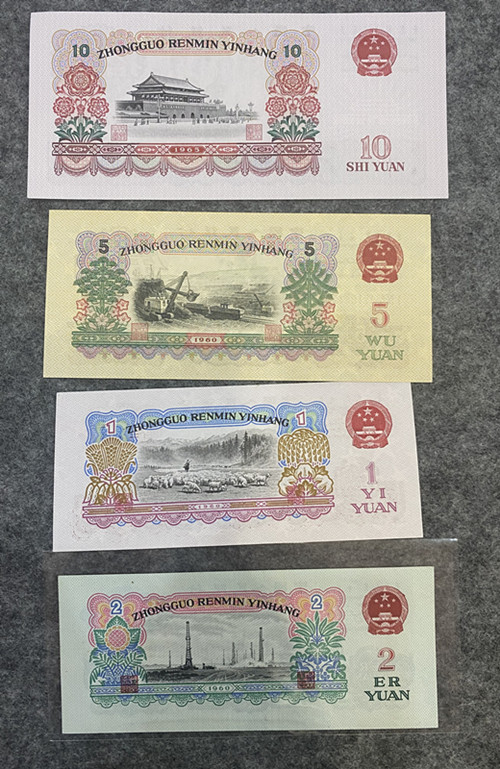 10 ZHONGGUO RENMIN YINHANG 10
1965
10
SHI YUAN
5 ZHONGGUO RENMIN YINHANG 5
1960
5
WU
YUAN
1 ZHONGGUO RENMIN YINHANG 1
1960
1
YI
YUAN
2 ZHONGGUO RENMIN YINHANG 2
1960
2
ER
YUAN